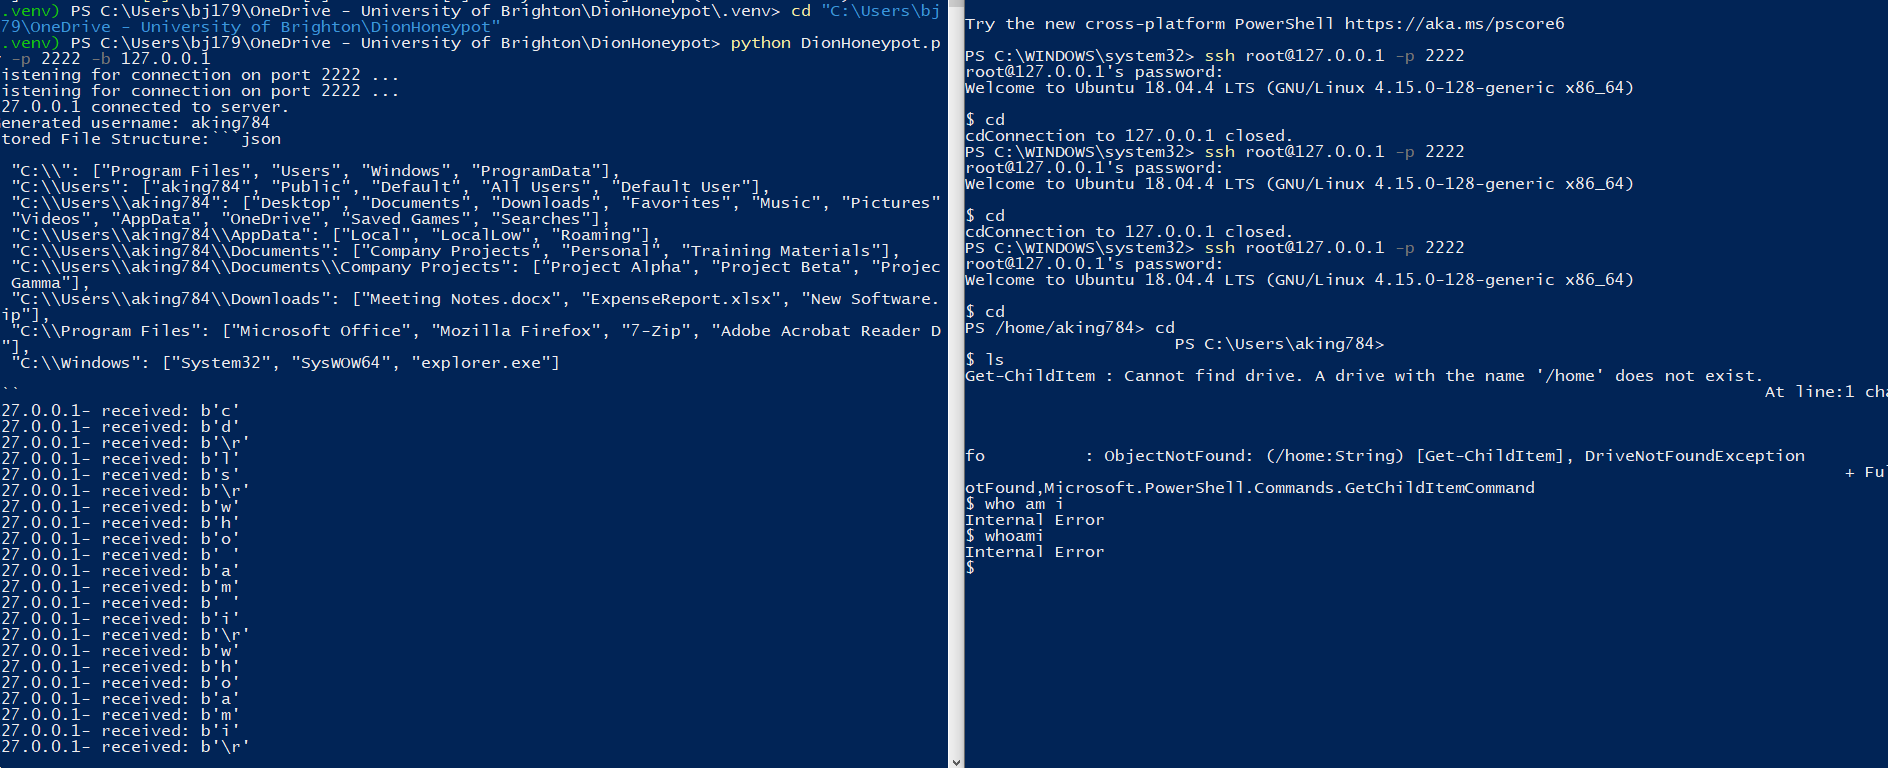 .venv) PS C:\Users\bj179\OneDrive - University of Brighton\DionHoneypot\.venv> cd "C:\Users\bj
79\OneDrive - University of Brighton\DionHoneypot"
.venv) PS C:\Users\bj179\OneDrive - University of Brighton\DionHoneypot> python DionHoneypot.p
-p 2222 -b 127.0.0.1
istening for connection on port 2222 ...
istening for connection on port 2222 ...
27.0.0.1 connected to server.
enerated username: aking784
tored File Structure:```json
"C:\\": ["Program Files", "Users", "Windows", "ProgramData"],
"C:\\Users": ["aking784", "Public", "Default", "All Users", "Default User"],
"C:\\Users\\aking784": ["Desktop", "Documents", "Downloads", "Favorites", "Music", "Pictures"
"Videos", "AppData", "OneDrive", "Saved Games", "Searches"],
"C:\\Users\\aking784\\AppData": ["Local", "LocalLow", "Roaming"],
"C:\\Users\\aking784\\Documents": ["Company Projects", "Personal", "Training Materials"],
"C:\\Users\\aking784\\Documents\\Company Projects": ["Project Alpha", "Project Beta", "Projec
Gamma"],
"C:\\Users\\aking784\\Downloads": ["Meeting Notes.docx", "ExpenseReport.xlsx", "New Software.
ip"],
"C:\\Program Files": ["Microsoft Office", "Mozilla Firefox", "7-Zip", "Adobe Acrobat Reader D
"],
"C:\\Windows": ["System32", "SysWOW64", "explorer.exe"]
``
27.0.0.1- received: b'c'
27.0.0.1- received: b'd'
27.0.0.1- received: b'\r'
27.0.0.1- received: b'l'
27.0.0.1- received: b's'
27.0.0.1- received: b'\r'
27.0.0.1- received: b'w'
27.0.0.1- received: b'h'
27.0.0.1- received: b'o'
27.0.0.1- received: b' '
27.0.0.1- received: b'a'
27.0.0.1- received: b'm'
27.0.0.1- received: b' '
27.0.0.1- received: b'i'
27.0.0.1- received: b'\r'
27.0.0.1- received: b'w'
27.0.0.1- received: b'h'
27.0.0.1- received: b'o'
27.0.0.1- received: b'a'
27.0.0.1- received: b'm'
27.0.0.1- received: b'i'
27.0.0.1- received: b'\r'
Try the new cross-platform PowerShell https://aka.ms/pscore6
PS C:\WINDOWS\system32> ssh root@127.0.0.1 -p 2222
root@127.0.0.1's password:
Welcome to Ubuntu 18.04.4 LTS (GNU/Linux 4.15.0-128-generic x86_64)
$ cd
cdConnection to 127.0.0.1 closed.
PS C:\WINDOWS\system32> ssh root@127.0.0.1 -p 2222
root@127.0.0.1's password:
Welcome to Ubuntu 18.04.4 LTS (GNU/Linux 4.15.0-128-generic x86_64)
$ cd
cdConnection to 127.0.0.1 closed.
PS C:\WINDOWS\system32> ssh root@127.0.0.1 -p 2222
root@127.0.0.1's password:
Welcome to Ubuntu 18.04.4 LTS (GNU/Linux 4.15.0-128-generic x86_64)
$ cd
PS /home/aking784> cd
PS C:\Users\aking784>
$ ls
Get-ChildItem : Cannot find drive. A drive with the name '/home' does not exist.
At line:1 cha
fo : ObjectNotFound: (/home:String) [Get-ChildItem], DriveNotFoundException
+ Ful
otFound,Microsoft.PowerShell.Commands.GetChildItemCommand
$ who am i
Internal Error
$ whoami
Internal Error
$